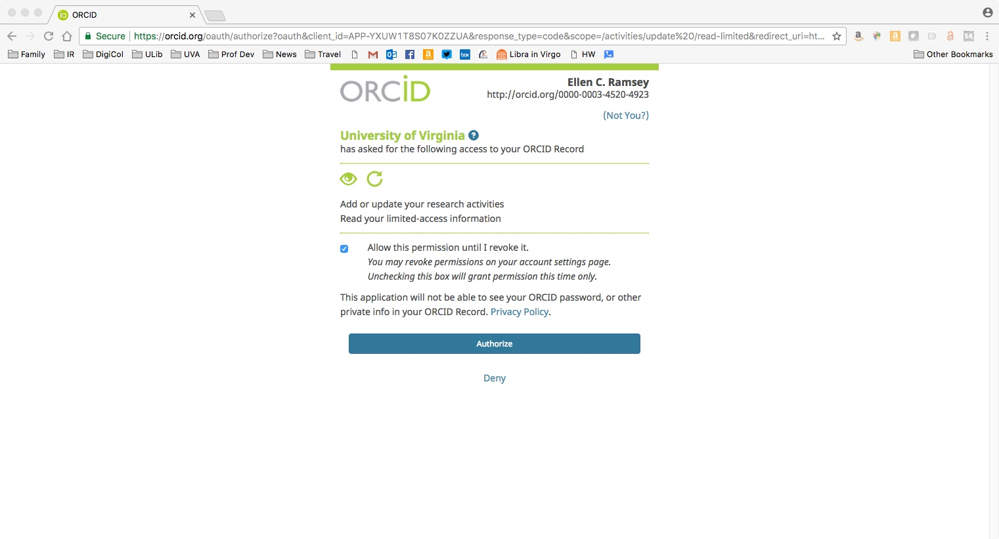 ORCID
Secure
https://orcid.org/oauth/authorize?oauth&client_id=APP-YXUW1T8S07K0ZZUA&response_type=code&scope=/activities/update%20/read-limited&redirect_uri=ht...
Family IR DigiCol ULib UVA Prof Dev News Travel Libra in Virgo HW Other Bookmarks
ORCID
Ellen C. Ramsey
http://orcid.org/0000-0003-4520-4923
(Not You?)
University of Virginia ?
has asked for the following access to your ORCID Record
Add or update your research activities
Read your limited-access information
Allow this permission until I revoke it.
You may revoke permissions on your account settings page.
Unchecking this box will grant permission this time only.
This application will not be able to see your ORCID password, or other
private info in your ORCID Record. Privacy Policy.
Authorize
Deny